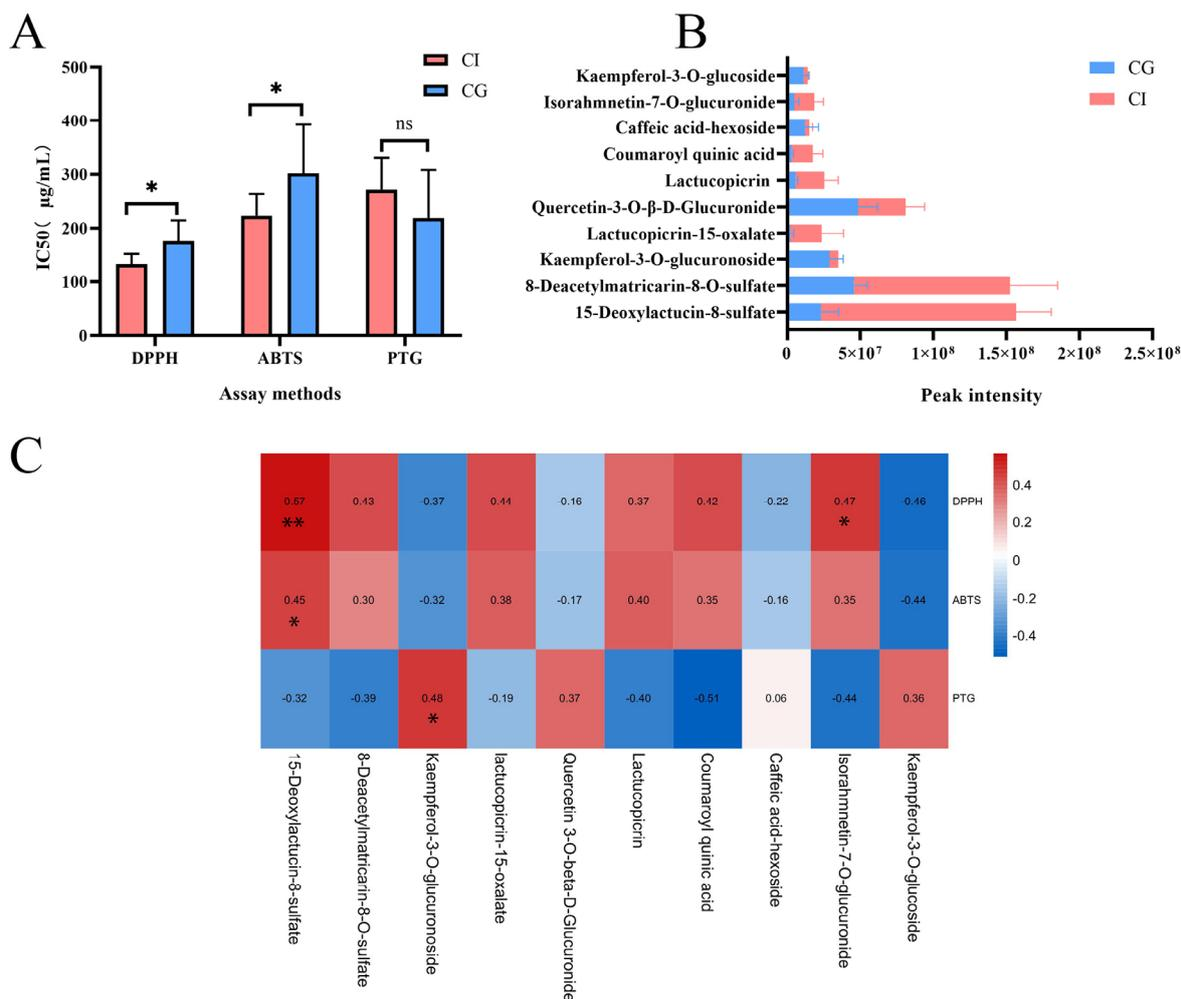 A
500
400
300
200
100
0
IC50( μg/mL)
*
*
ns
CI
CG
DPPH
ABTS
PTG
Assay methods
B
Kaempferol-3-O-glucoside
Isorahmnetin-7-O-glucuronide
Caffeic acid-hexoside
Coumaroyl quinic acid
Lactucopicrin
Quercetin-3-O-β-D-Glucuronide
Lactucopicrin-15-oxalate
Kaempferol-3-O-glucuronoside
8-Deacetylmatricarin-8-O-sulfate
15-Deoxylactucin-8-sulfate
CG
CI
0
5×10⁷
1×10⁸
1.5×10⁸
2×10⁸
2.5×10⁸
Peak intensity
C
0.57 0.43 -0.37 0.44 -0.16 0.37 0.42 -0.22 0.47 -0.46 DPPH
** *
0.45 0.30 -0.32 0.38 -0.17 0.40 0.35 -0.16 0.35 -0.44 ABTS
*
-0.32 -0.39 0.48 -0.19 0.37 -0.40 -0.51 0.06 -0.44 0.36 PTG
*
0.4
0.2
0
-0.2
-0.4
15-Deoxylactucin-8-sulfate
8-Deacetylmatricarin-8-O-sulfate
Kaempferol-3-O-glucuronoside
lactucopicrin-15-oxalate
Quercetin 3-O-beta-D-Glucuronide
Lactucopicrin
Coumaroyl quinic acid
Caffeic acid-hexoside
Isorahmnetin-7-O-glucuronide
Kaempferol-3-O-glucoside